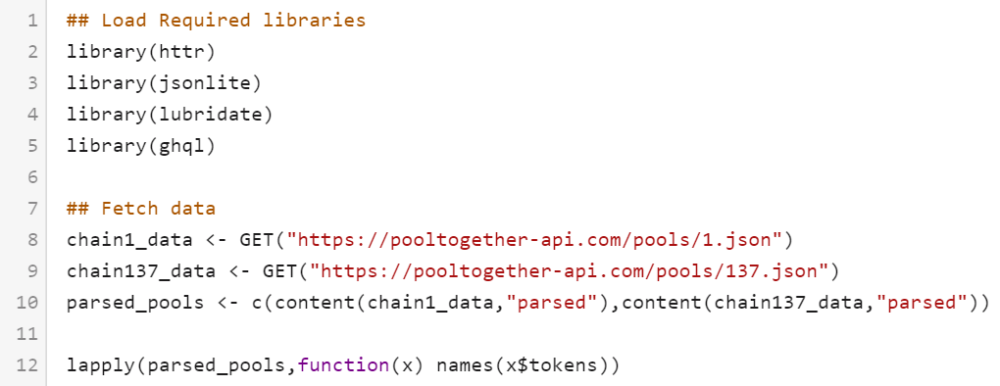 1 ## Load Required libraries
2 library(httr)
3 library(jsonlite)
4 library(lubridate)
5 library(ghql)
6
7 ## Fetch data
8 chain1_data <- GET("https://pooltogether-api.com/pools/1.json")
9 chain137_data <- GET("https://pooltogether-api.com/pools/137.json")
10 parsed_pools <- c(content(chain1_data,"parsed"),content(chain137_data,"parsed"))
11
12 lapply(parsed_pools,function(x) names(x$tokens))